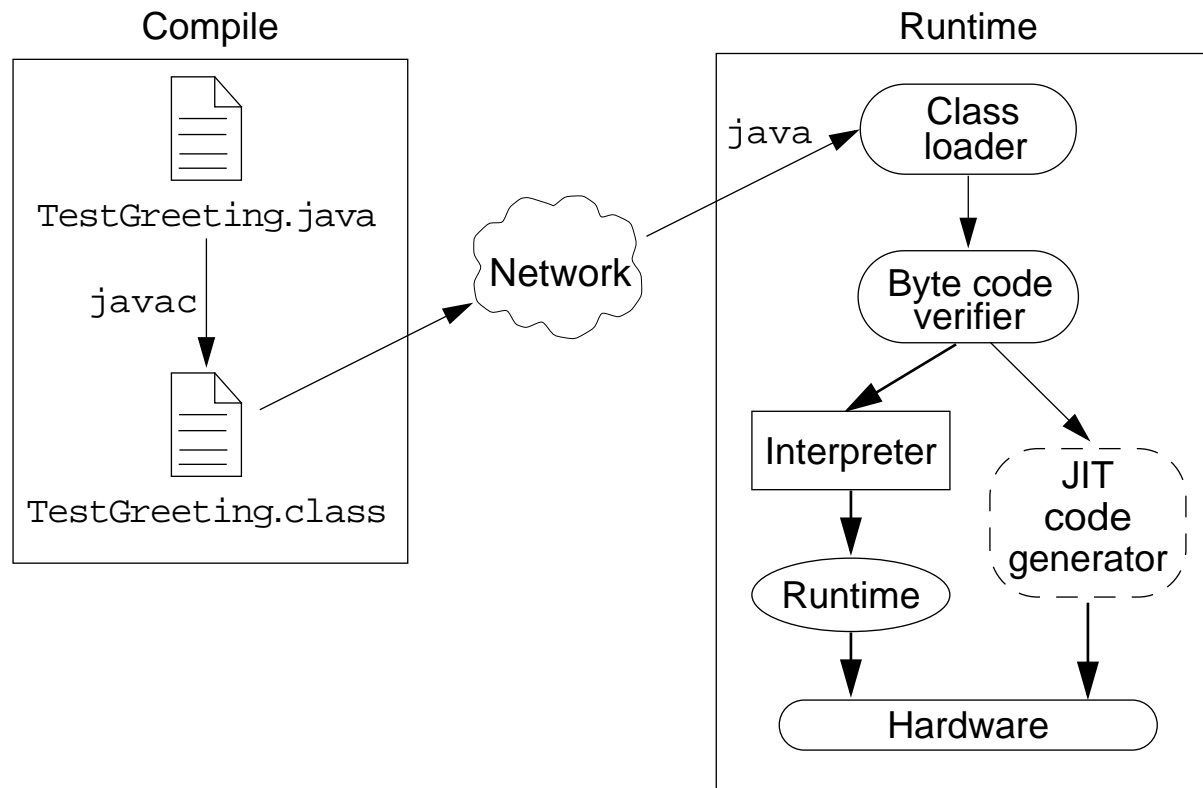 Compile
TestGreeting.java
javac
TestGreeting.class
Network
Runtime
java
Class
loader
Byte code
verifier
Interpreter
JIT
code
generator
Runtime
Hardware